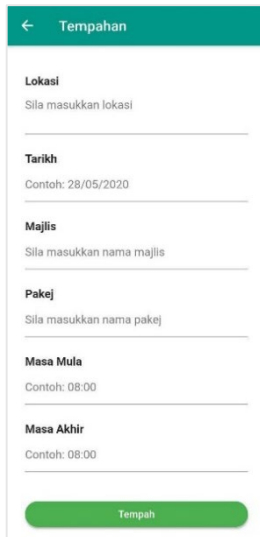 Tempahan
Lokasi
Sila masukkan lokasi
Tarikh
Contoh: 28/05/2020
Majlis
Sila masukkan nama majlis
Pakej
Sila masukkan nama pakej
Masa Mula
Contoh: 08:00
Masa Akhir
Contoh: 08:00
Tempah